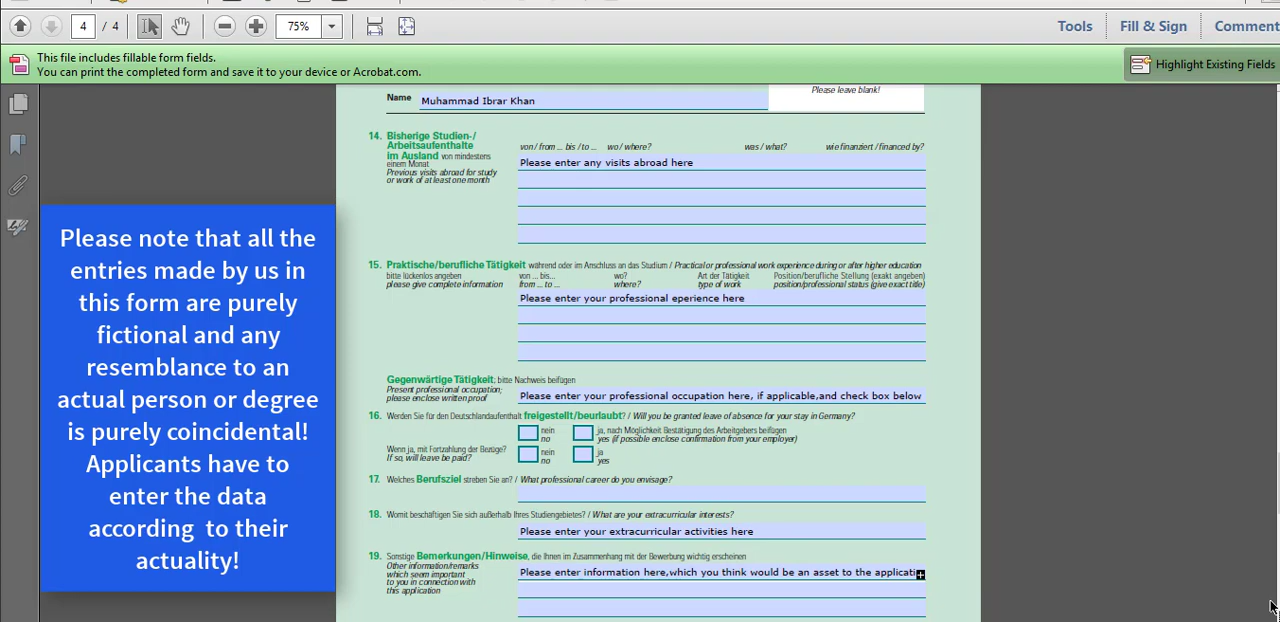 4 / 4 75% Tools Fill & Sign Comment
This file includes fillable form fields.
You can print the completed form and save it to your device or Acrobat.com.
Highlight Existing Fields
Please leave blank!
Name Muhammad Ibrar Khan
14. Bisherige Studien-/
Arbeitsaufenthalte
im Ausland von mindestens
einem Monat
Previous visits abroad for study
or work of at least one month
von / from ... bis / to ... wo / where? was / what? wie finanziert / financed by?
Please enter any visits abroad here
15. Praktische/berufliche Tätigkeit während oder im Anschluss an das Studium / Practical or professional work experience during or after higher education
bitte lückenlos angeben
please give complete information
von ... bis... wo? Art der Tätigkeit Position/berufliche Stellung (exakt angeben)
from ... to ... where? type of work position/professional status (give exact title)
Please enter your professional eperience here
Gegenwärtige Tätigkeit; bitte Nachweis beifügen
Present professional occupation;
please enclose written proof
Please enter your professional occupation here, if applicable,and check box below
16. Werden Sie für den Deutschlandaufenthalt freigestellt/beurlaubt? / Will you be granted leave of absence for your stay in Germany?
nein ja, nach Möglichkeit Bestätigung des Arbeitgebers beifügen
no yes (if possible enclose confirmation from your employer)
Wenn ja, mit Fortzahlung der Bezüge? nein ja
If so, will leave be paid? no yes
17. Welches Berufsziel streben Sie an? / What professional career do you envisage?
18. Womit beschäftigen Sie sich außerhalb Ihres Studiengebietes? / What are your extracurricular interests?
Please enter your extracurricular activities here
19. Sonstige Bemerkungen/Hinweise, die Ihnen im Zusammenhang mit der Bewerbung wichtig erscheinen
Other information/remarks
which seem important
to you in connection with
this application
Please enter information here,which you think would be an asset to the applicati
Please note that all the
entries made by us in
this form are purely
fictional and any
resemblance to an
actual person or degree
is purely coincidental!
Applicants have to
enter the data
according to their
actuality!